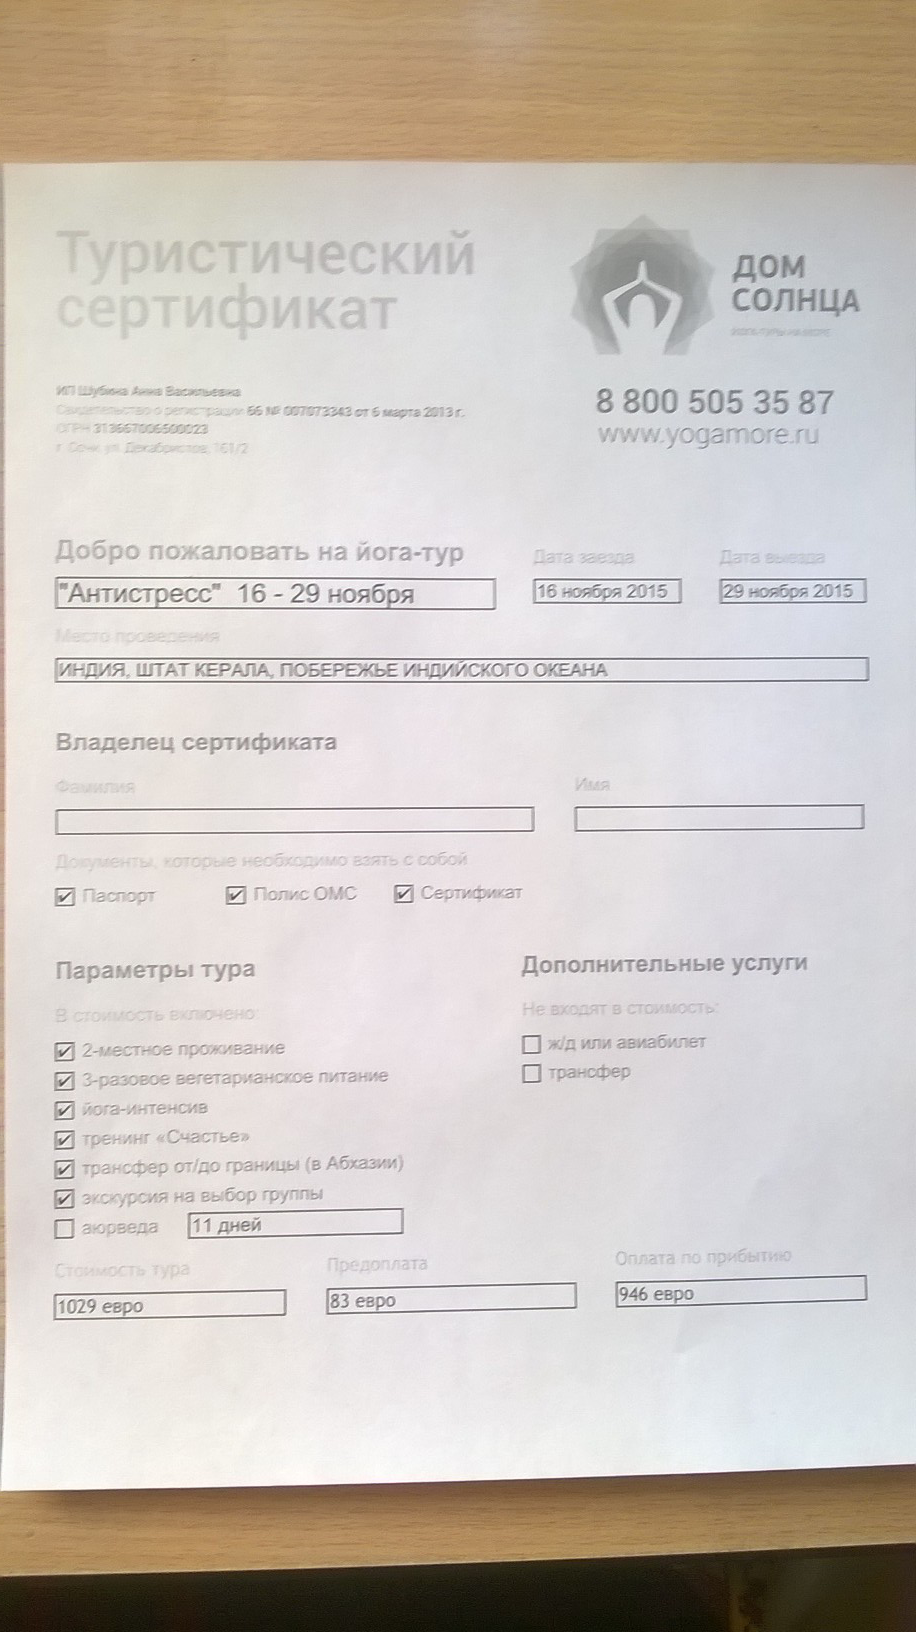 Туристический
сертификат
ДОМ
СОЛНЦА
ЙОГА-ТУРЫ НА МОРЕ
ИП Шубина Анна Васильевна
Свидетельство о регистрации 66 № 007073343 от 6 марта 2013 г.
ОГРН 313667006500023
г. Сочи, ул. Декабристов, 161/2
8 800 505 35 87
www.yogamore.ru
Добро пожаловать на йога-тур
Дата заезда
Дата выезда
"Антистресс" 16 - 29 ноября
16 ноября 2015
29 ноября 2015
Место проведения
ИНДИЯ, ШТАТ КЕРАЛА, ПОБЕРЕЖЬЕ ИНДИЙСКОГО ОКЕАНА
Владелец сертификата
Фамилия
Имя
Документы, которые необходимо взять с собой
Паспорт
Полис ОМС
Сертификат
Параметры тура
Дополнительные услуги
В стоимость включено:
Не входят в стоимость:
2-местное проживание
ж/д или авиабилет
3-разовое вегетарианское питание
трансфер
йога-интенсив
тренинг «Счастье»
трансфер от/до границы (в Абхазии)
экскурсия на выбор группы
аюрведа
11 дней
Стоимость тура
Предоплата
Оплата по прибытию
1029 евро
83 евро
946 евро